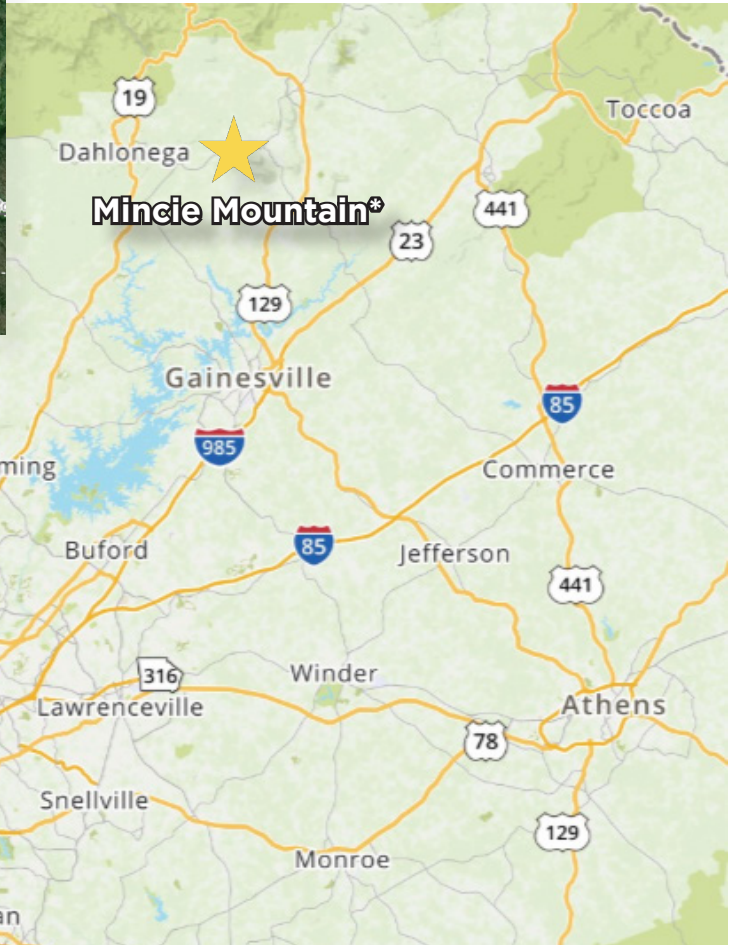 19
Toccoa
Dahlonega
Mincie Mountain*
441
23
129
Gainesville
85
985
ming
Commerce
85
Buford
Jefferson
441
316
Winder
Lawrenceville
Athens
78
Snellville
129
Monroe
an